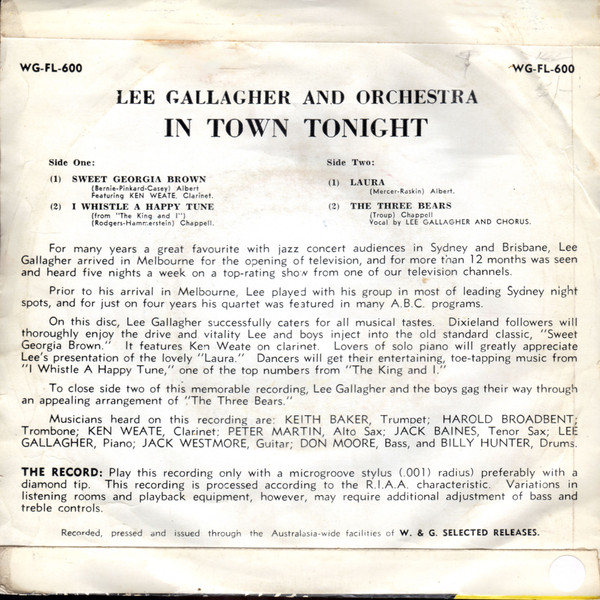 WG-FL-600 WG-FL-600
LEE GALLAGHER AND ORCHESTRA
IN TOWN TONIGHT
Side One:
(1) SWEET GEORGIA BROWN
(Bernie-Pinkard-Casey) Albert
Featuring KEN WEATE, Clarinet.
(2) I WHISTLE A HAPPY TUNE
(from "The King and I")
(Rodgers-Hammerstein) Chappell.
Side Two:
(1) LAURA
(Mercer-Raskin) Albert.
(2) THE THREE BEARS
(Troup) Chappell
Vocal by LEE GALLAGHER AND CHORUS.
For many years a great favourite with jazz concert audiences in Sydney and Brisbane, Lee
Gallagher arrived in Melbourne for the opening of television, and for more than 12 months was seen
and heard five nights a week on a top-rating show from one of our television channels.
Prior to his arrival in Melbourne, Lee played with his group in most of leading Sydney night
spots, and for just on four years his quartet was featured in many A.B.C. programs.
On this disc, Lee Gallagher successfully caters for all musical tastes. Dixieland followers will
thoroughly enjoy the drive and vitality Lee and boys inject into the old standard classic, "Sweet
Georgia Brown." It features Ken Weate on clarinet. Lovers of solo piano will greatly appreciate
Lee's presentation of the lovely "Laura." Dancers will get their entertaining, toe-tapping music from
"I Whistle A Happy Tune," one of the top numbers from "The King and I."
To close side two of this memorable recording, Lee Gallagher and the boys gag their way through
an appealing arrangement of "The Three Bears."
Musicians heard on this recording are: KEITH BAKER, Trumpet; HAROLD BROADBENT,
Trombone; KEN WEATE, Clarinet; PETER MARTIN, Alto Sax; JACK BAINES, Tenor Sax; LEE
GALLAGHER, Piano; JACK WESTMORE, Guitar; DON MOORE, Bass, and BILLY HUNTER, Drums.
THE RECORD: Play this recording only with a microgroove stylus (.001) radius) preferably with a
diamond tip. This recording is processed according to the R.I.A.A. characteristic. Variations in
listening rooms and playback equipment, however, may require additional adjustment of bass and
treble controls.
Recorded, pressed and issued through the Australasia-wide facilities of W. & G. SELECTED RELEASES.